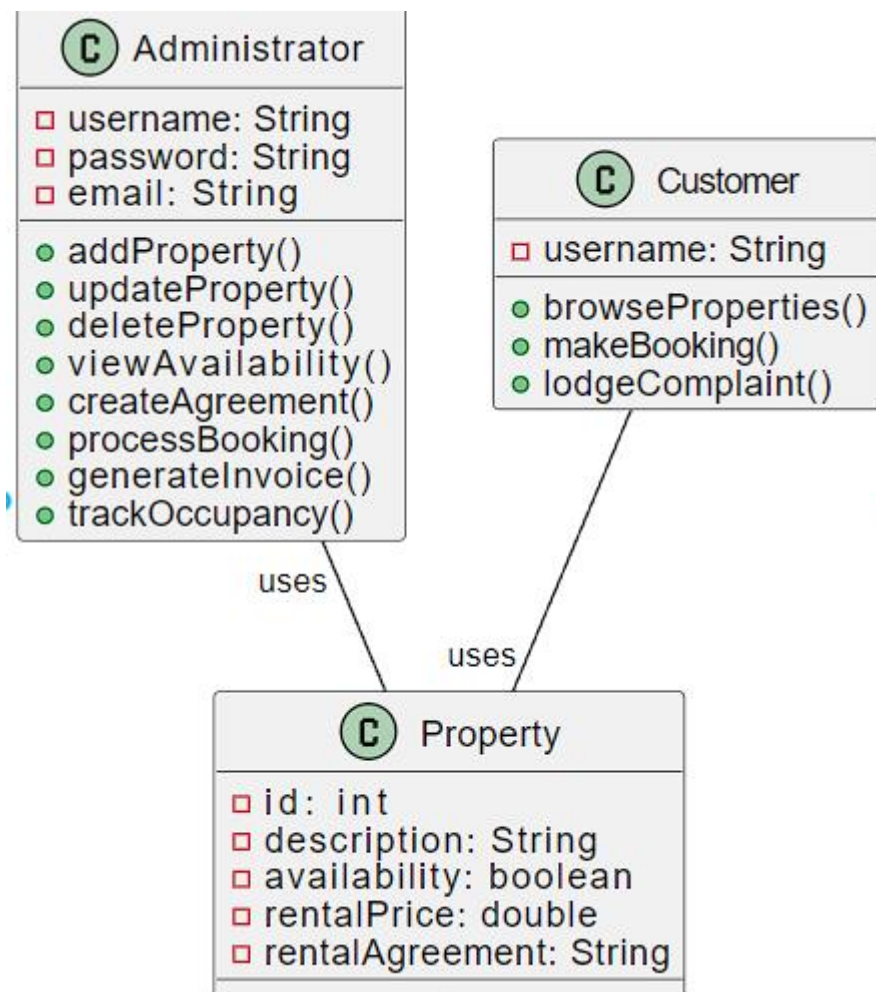 C Administrator
username: String
password: String
email: String
addProperty()
updateProperty()
deleteProperty()
viewAvailability()
createAgreement()
processBooking()
generateInvoice()
trackOccupancy()
C Customer
username: String
browseProperties()
makeBooking()
lodgeComplaint()
uses
uses
C Property
id: int
description: String
availability: boolean
rentalPrice: double
rentalAgreement: String